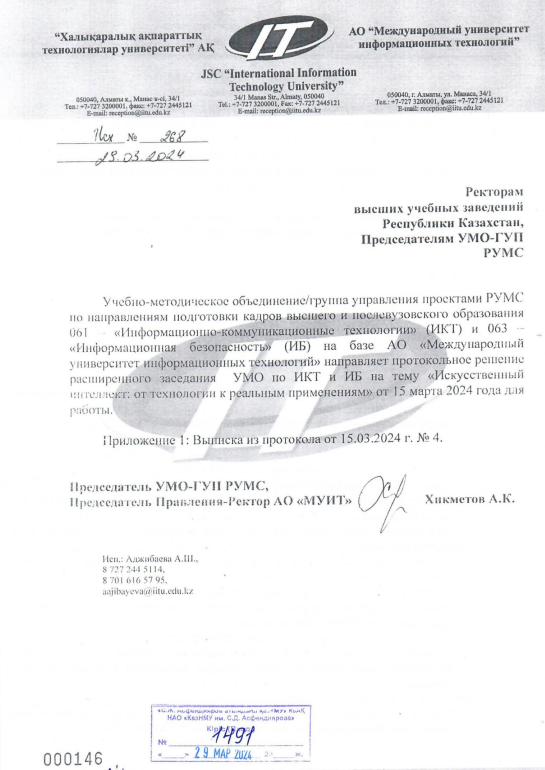 “Халықаралық ақпараттық
технологиялар университеті” АҚ
АО “Международный университет
информационных технологий”
IT
JSC “International Information
Technology University”
050040, Алматы қ., Манас к-сі, 34/1
Тел.: +7-727 3200001, факс: +7-727 2445121
E-mail: reception@iitu.edu.kz
34/1 Manas Str., Almaty, 050040
Tel.: +7-727 3200001, Fax: +7-727 2445121
E-mail: reception@iitu.edu.kz
050040, г. Алматы, ул. Манаса, 34/1
Тел.: +7-727 3200001, факс: +7-727 2445121
E-mail: reception@iitu.edu.kz
Исх № 268
29.03.2024
Ректорам
высших учебных заведений
Республики Казахстан,
Председателям УМО-ГУП
РУМС
Учебно-методическое объединение/группа управления проектами РУМС
по направлениям подготовки кадров высшего и послевузовского образования
061 – «Информационно-коммуникационные технологии» (ИКТ) и 063 –
«Информационная безопасность» (ИБ) на базе АО «Международный
университет информационных технологий» направляет протокольное решение
расширенного заседания УМО по ИКТ и ИБ на тему «Искусственный
интеллект: от технологии к реальным применениям» от 15 марта 2024 года для
работы.
Приложение 1: Выписка из протокола от 15.03.2024 г. № 4.
Председатель УМО-ГУП РУМС,
Председатель Правления-Ректор АО «МУИТ»
Хикметов А.К.
Исп.: Аджибаева А.Ш.,
8 727 244 5114,
8 701 616 57 95,
aajibayeva@iitu.edu.kz
НАО «КазНМУ им. С.Д. Асфендиярова»
№ 1491
« » 29 МАР 2024 ж.
000146